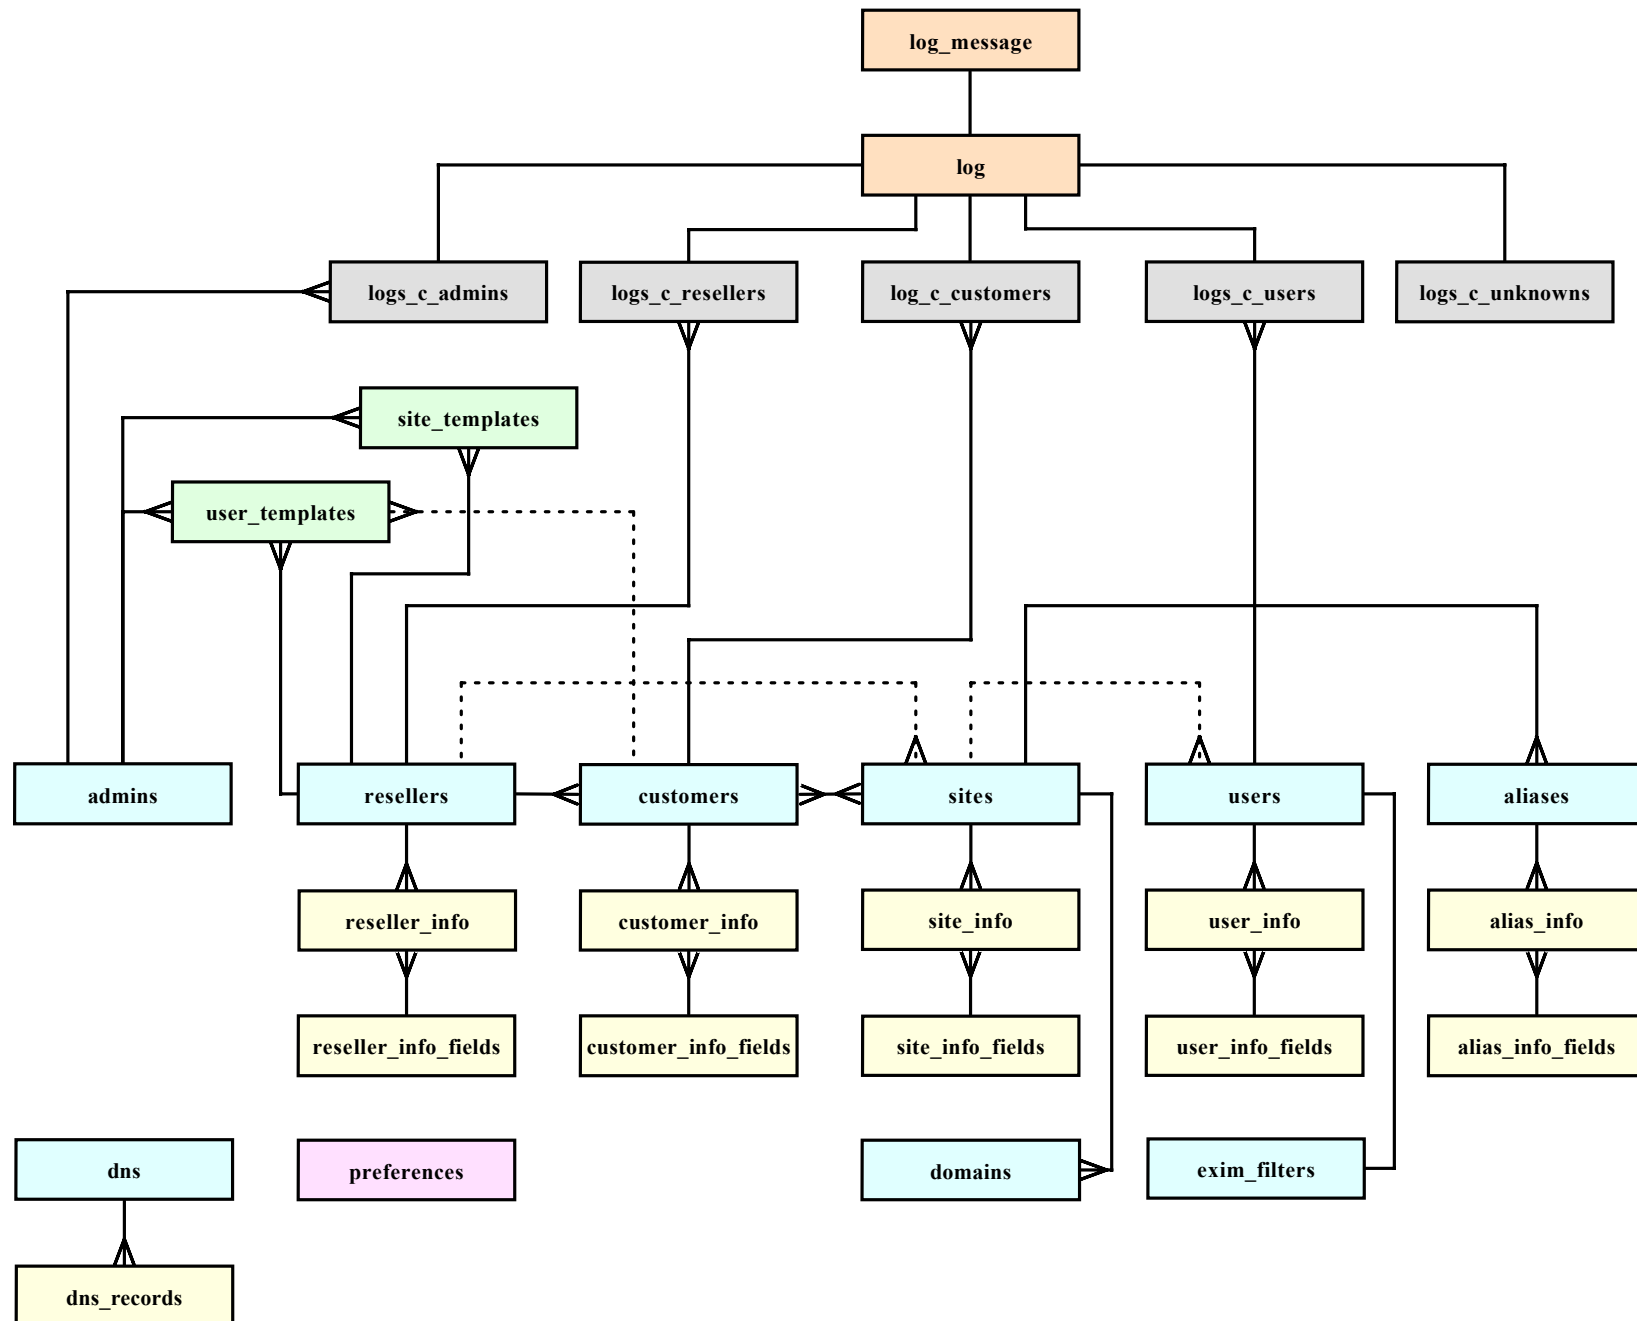 log_message
log
logs_c_admins
logs_c_resellers
log_c_customers
logs_c_users
logs_c_unknowns
site_templates
user_templates
admins
resellers
customers
sites
users
aliases
reseller_info
customer_info
site_info
user_info
alias_info
reseller_info_fields
customer_info_fields
site_info_fields
user_info_fields
alias_info_fields
dns
preferences
domains
exim_filters
dns_records